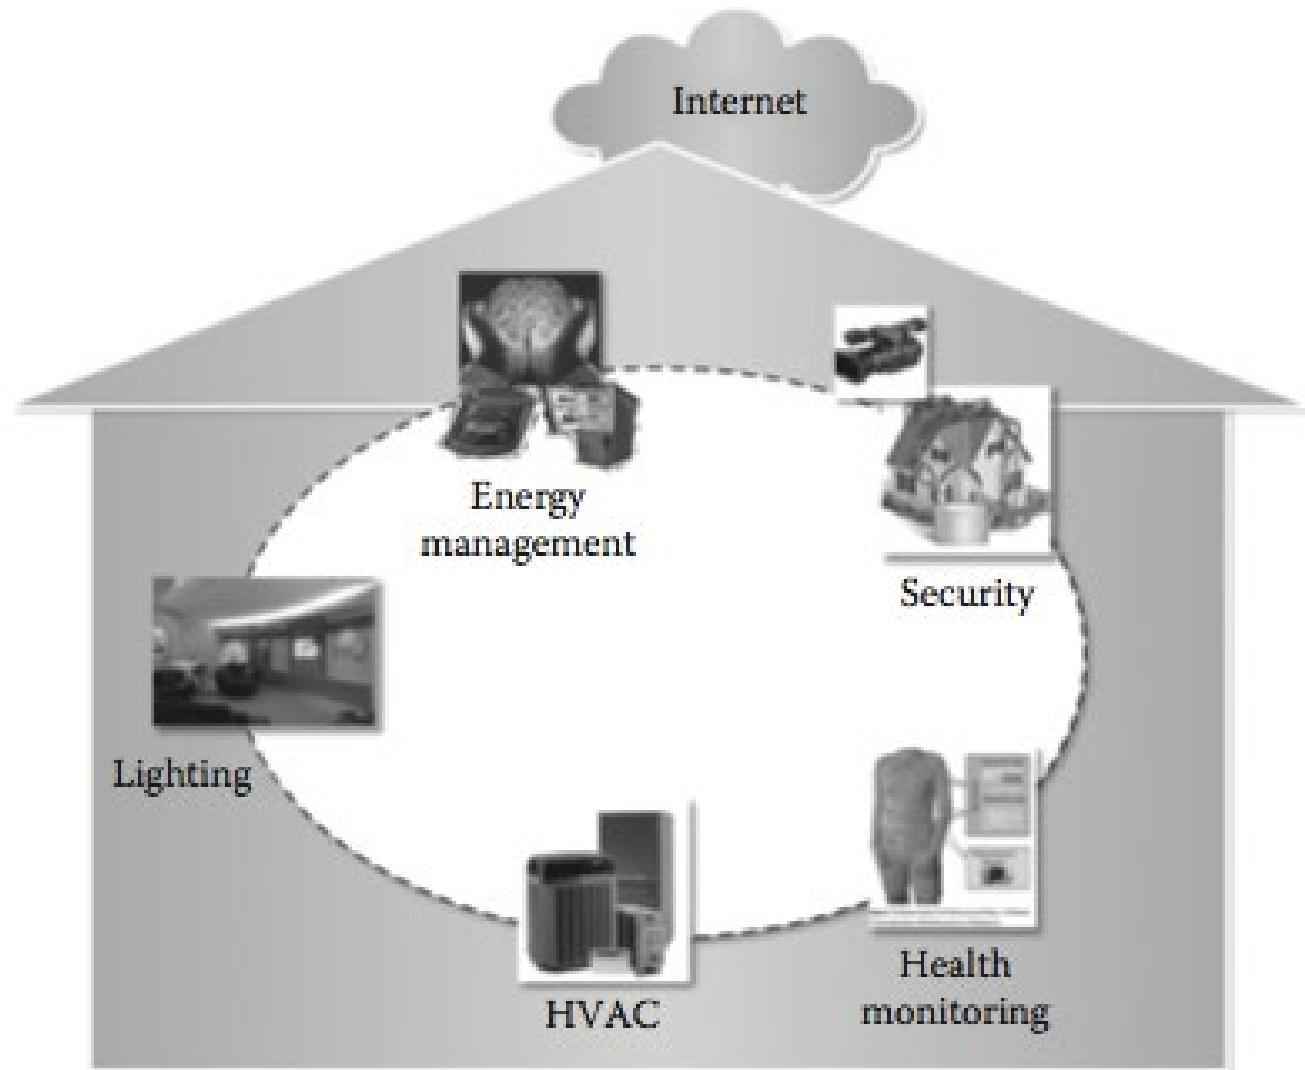 Internet
Energy
management
Security
Lighting
Health
monitoring
HVAC